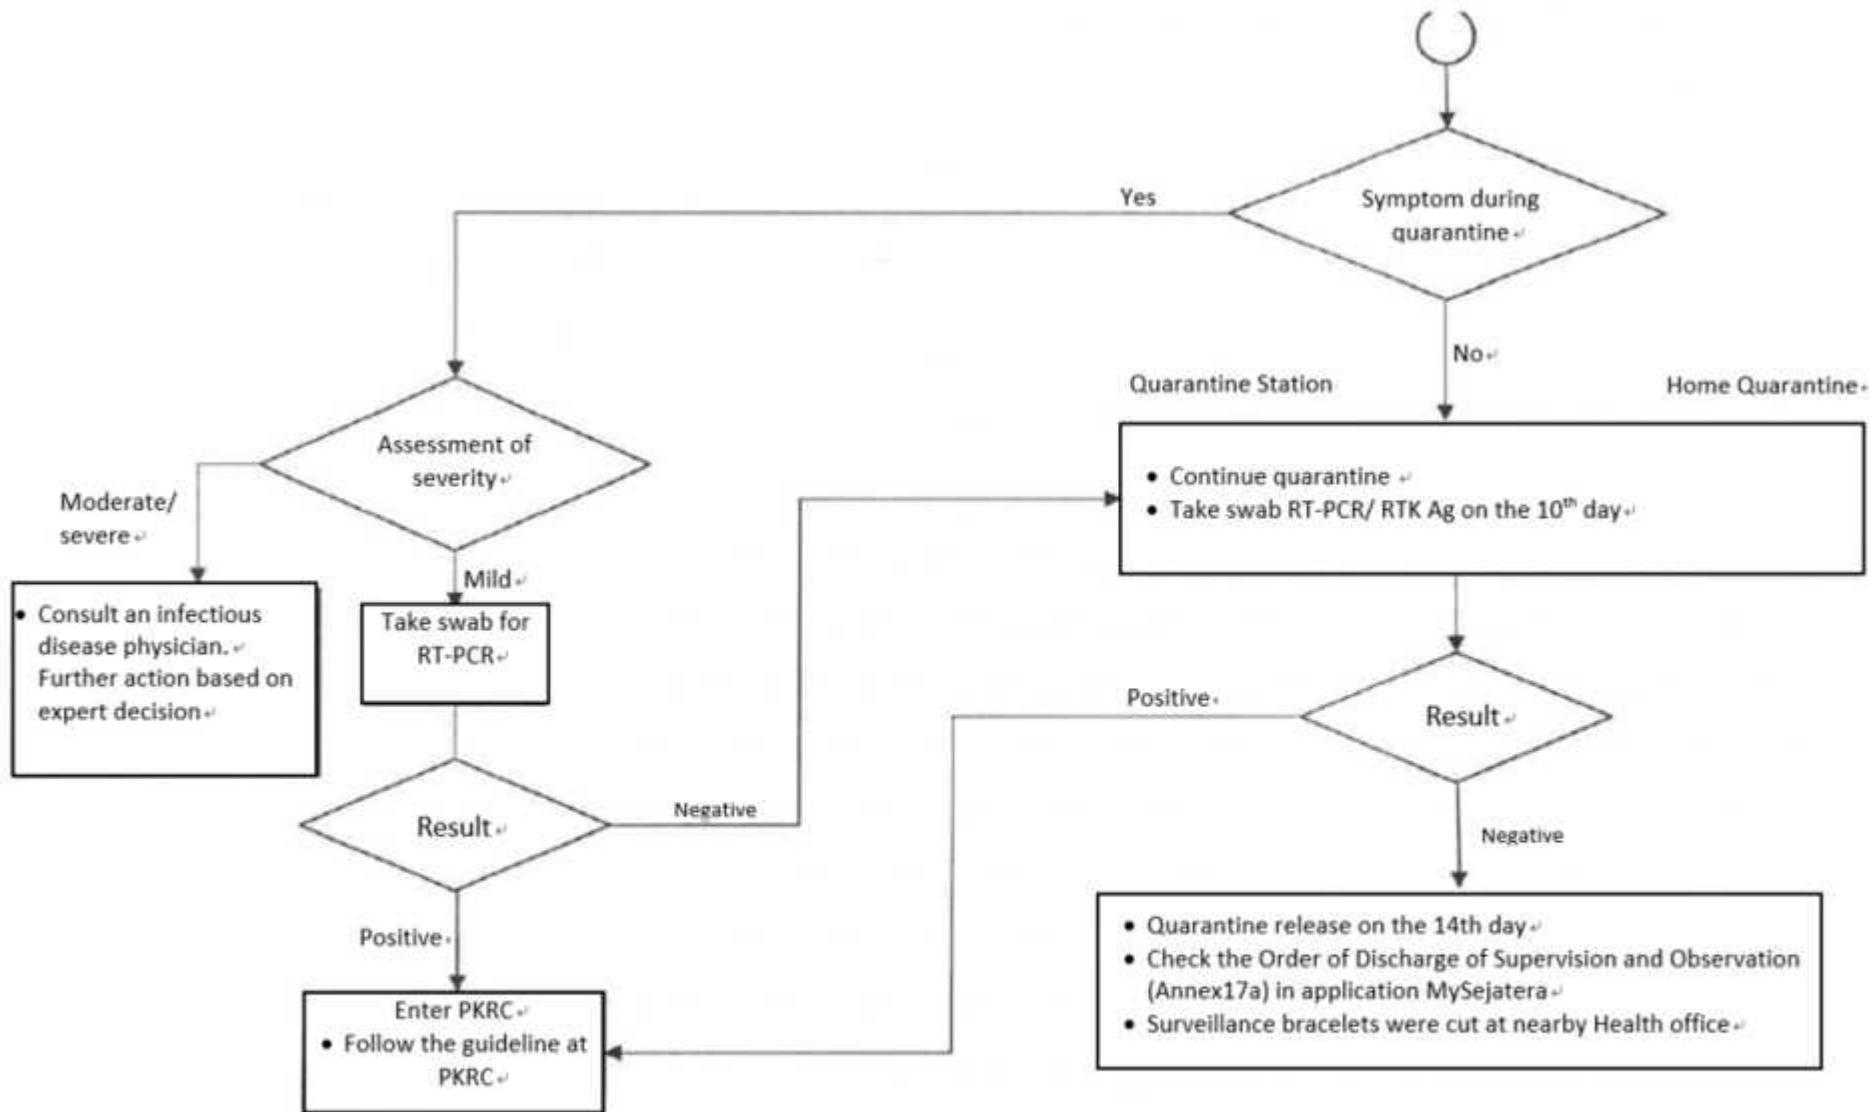 Yes
Symptom during
quarantine
No
Quarantine Station
Home Quarantine
Assessment of
severity
• Continue quarantine
• Take swab RT-PCR/ RTK Ag on the 10th day
Moderate/
severe
Mild
• Consult an infectious
disease physician.
Further action based on
expert decision
Take swab for
RT-PCR
Positive
Result
Negative
Result
Negative
Positive
• Quarantine release on the 14th day
• Check the Order of Discharge of Supervision and Observation
(Annex17a) in application MySejatera
• Surveillance bracelets were cut at nearby Health office
Enter PKRC
• Follow the guideline at
PKRC